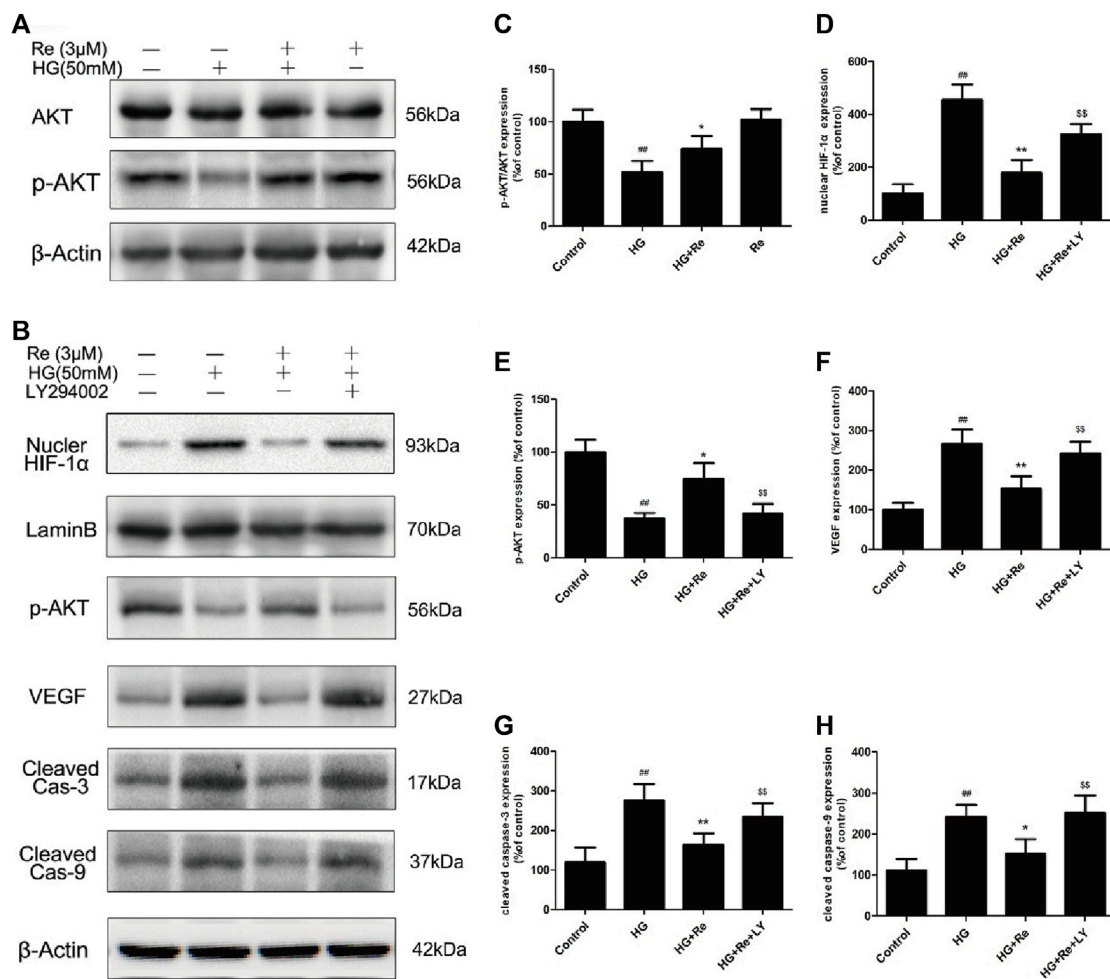 A
Re (3μM) — — + +
HG(50mM) — + + —
AKT 56kDa
p-AKT 56kDa
β-Actin 42kDa
B
Re (3μM) — — + +
HG(50mM) — + + +
LY294002 — — — +
Nucler
HIF-1α 93kDa
LaminB 70kDa
p-AKT 56kDa
VEGF 27kDa
Cleaved
Cas-3 17kDa
Cleaved
Cas-9 37kDa
β-Actin 42kDa
C
p-AKT/AKT expression
(%of control)
150
100
50
0
##
*
Control HG HG+Re Re
D
nuclear HIF-1α expression
(%of control)
600
400
200
0
##
**
$$
Control HG HG+Re HG+Re+LY
E
p-AKT expression (%of control)
150
100
50
0
##
*
$$
Control HG HG+Re HG+Re+LY
F
VEGF expression (%of control)
400
300
200
100
0
##
**
$$
Control HG HG+Re HG+Re+LY
G
cleaved caspase-3 expression
(%of control)
400
300
200
100
0
##
**
$$
Control HG HG+Re HG+Re+LY
H
cleaved caspase-9 expression
(%of control)
400
300
200
100
0
##
*
$$
Control HG HG+Re HG+Re+LY